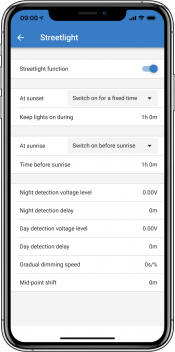 09:00
Streetlight
Streetlight function
At sunset Switch on for a fixed time
Keep lights on during 1h 0m
At sunrise Switch on before sunrise
Time before sunrise 1h 0m
Night detection voltage level 0.00V
Night detection delay 0m
Day detection voltage level 0.00V
Day detection delay 0m
Gradual dimming speed 0s/%
Mid-point shift 0m